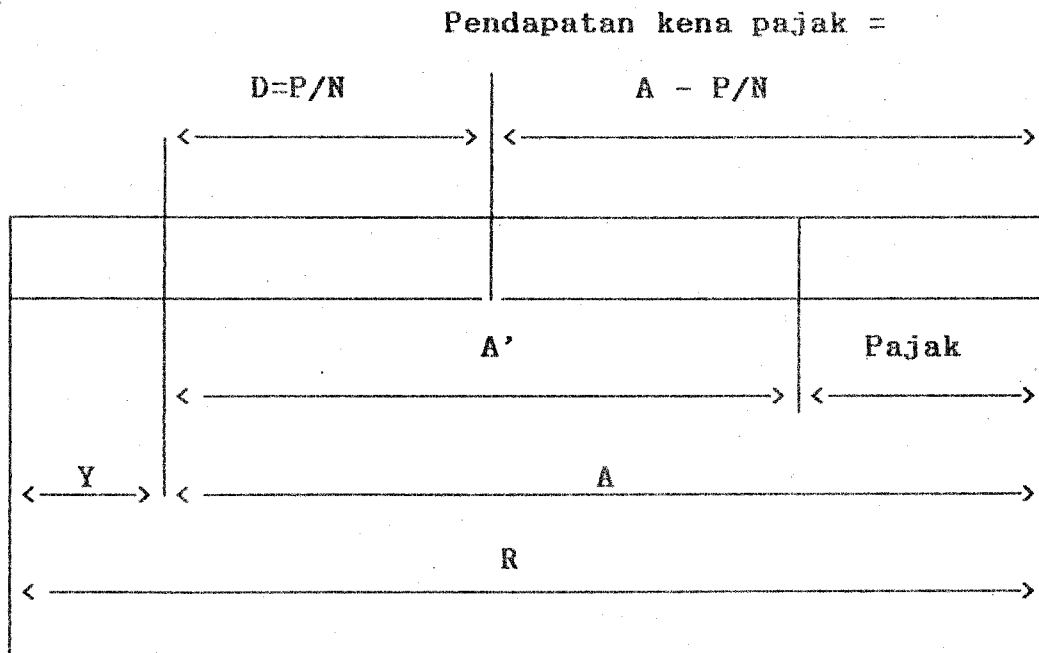 Pendapatan kena pajak =
D=P/N A - P/N
A' Pajak
Y A
R